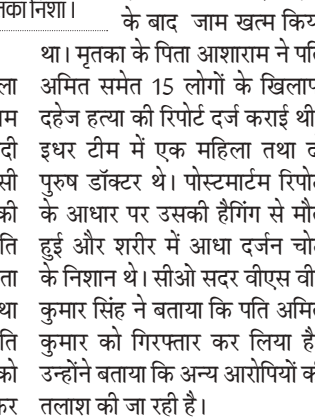 तका निशा।
ला
म
दी
सी
की
ति
ता
था
ति
को
कर
के बाद जाम खत्म किय
था। मृतका के पिता आशाराम ने पति
अमित समेत 15 लोगों के खिलाफ
दहेज हत्या की रिपोर्ट दर्ज कराई थी
इधर टीम में एक महिला तथा द
पुरुष डॉक्टर थे। पोस्टमार्टम रिपो
के आधार पर उसकी हैगिंग से मौ
हुई और शरीर में आधा दर्जन चो
के निशान थे। सीओ सदर वीएस वी
कुमार सिंह ने बताया कि पति अमि
कुमार को गिरफ्तार कर लिया है
उन्होंने बताया कि अन्य आरोपियों क
तलाश की जा रही है।